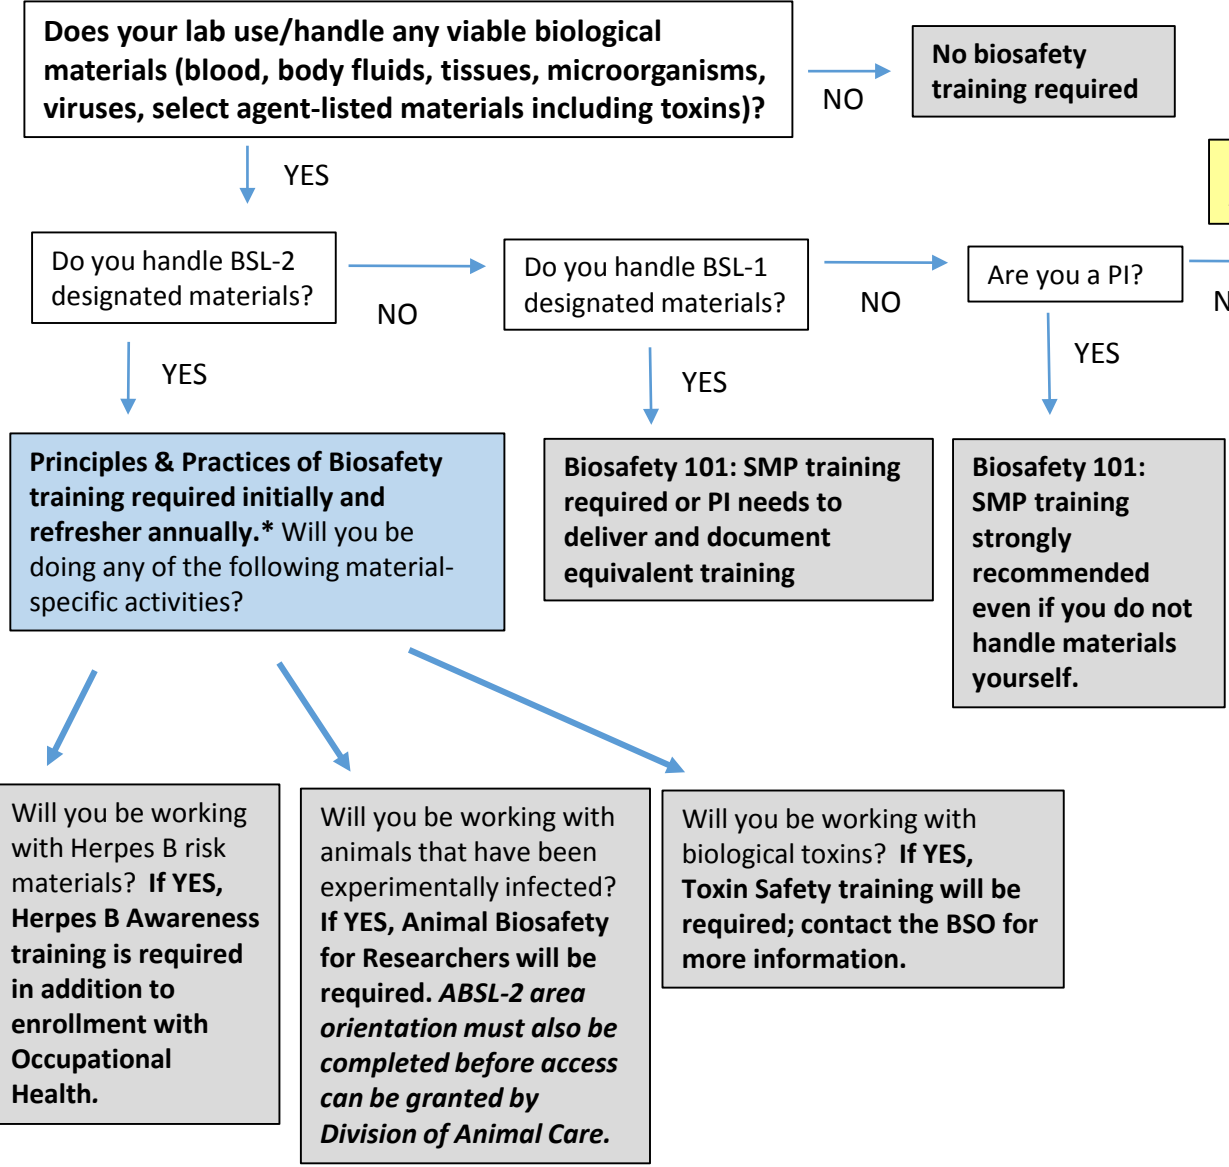 Does your lab use/handle any viable biological
materials (blood, body fluids, tissues, microorganisms,
viruses, select agent-listed materials including toxins)?
NO
No biosafety
training required
YES
Do you handle BSL-2
designated materials?
NO
Do you handle BSL-1
designated materials?
NO
Are you a PI?
YES
YES
YES
Principles & Practices of Biosafety
training required initially and
refresher annually.* Will you be
doing any of the following material-
specific activities?
Biosafety 101: SMP training
required or PI needs to
deliver and document
equivalent training
Biosafety 101:
SMP training
strongly
recommended
even if you do not
handle materials
yourself.
Will you be working
with Herpes B risk
materials? If YES,
Herpes B Awareness
training is required
in addition to
enrollment with
Occupational
Health.
Will you be working with
animals that have been
experimentally infected?
If YES, Animal Biosafety
for Researchers will be
required. ABSL-2 area
orientation must also be
completed before access
can be granted by
Division of Animal Care.
Will you be working with
biological toxins? If YES,
Toxin Safety training will be
required; contact the BSO for
more information.